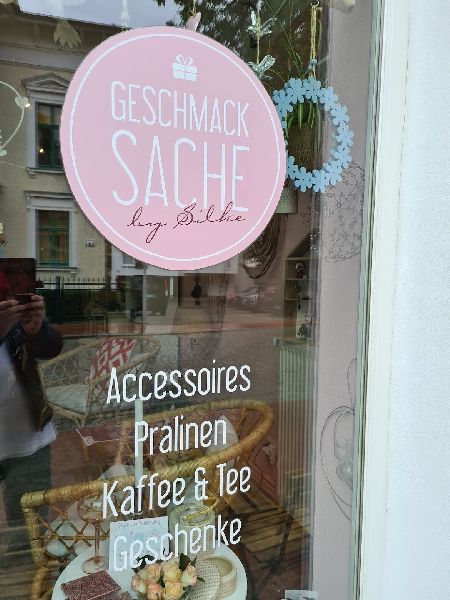 GESCHMACK
SACHE
by Silke
Accessoires
Pralinen
Kaffee & Tee
Geschenke